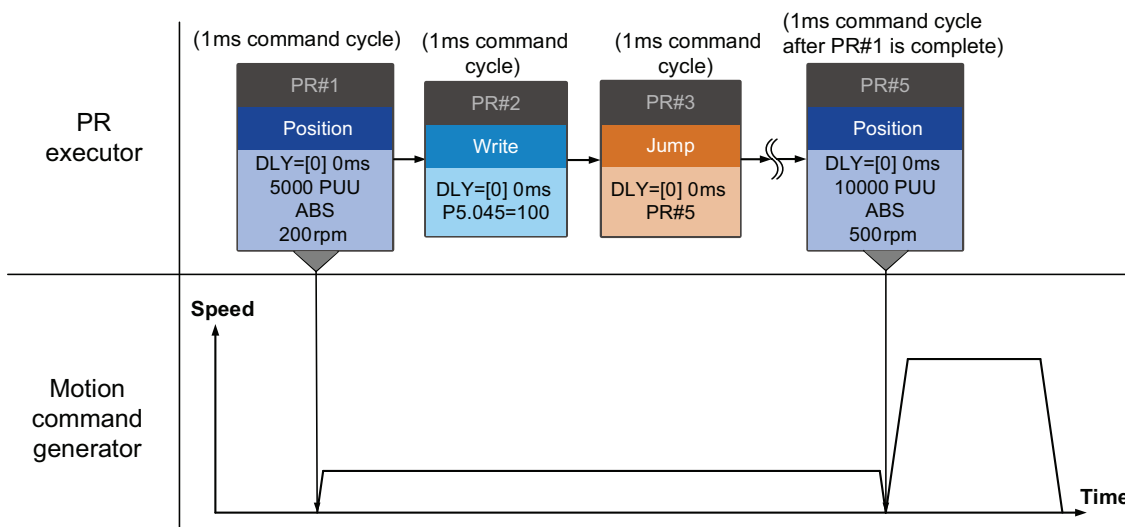 (1ms command cycle)
(1ms command
cycle)
(1ms command
cycle)
(1ms command cycle
after PR#1 is complete)
PR
executor
PR#1
Position
DLY=[0] 0ms
5000 PUU
ABS
200rpm
PR#2
Write
DLY=[0] 0ms
P5.045=100
PR#3
Jump
DLY=[0] 0ms
PR#5
PR#5
Position
DLY=[0] 0ms
10000 PUU
ABS
500rpm
Motion
command
generator
Speed
Time